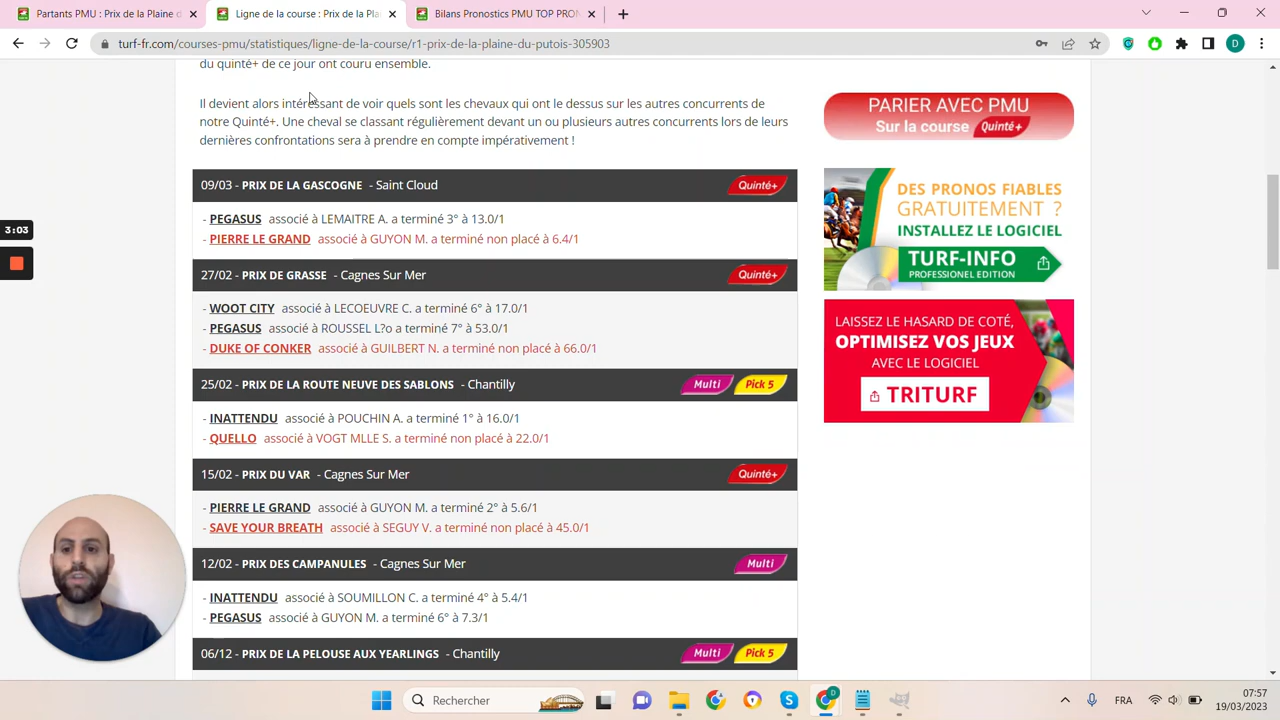 Partants PMU : Prix de la Plaine d
Ligne de la course : Prix de la Pla
Bilans Pronostics PMU TOP PRON
turf-fr.com/courses-pmu/statistiques/ligne-de-la-course/r1-prix-de-la-plaine-du-putois-305903
D
du quinté+ de ce jour ont couru ensemble.
Il devient alors intéressant de voir quels sont les chevaux qui ont le dessus sur les autres concurrents de
notre Quinté+. Une cheval se classant régulièrement devant un ou plusieurs autres concurrents lors de leurs
dernières confrontations sera à prendre en compte impérativement !
09/03 - PRIX DE LA GASCOGNE - Saint Cloud Quinté+
- PEGASUS associé à LEMAITRE A. a terminé 3° à 13.0/1
- PIERRE LE GRAND associé à GUYON M. a terminé non placé à 6.4/1
27/02 - PRIX DE GRASSE - Cagnes Sur Mer Quinté+
- WOOT CITY associé à LECOEUVRE C. a terminé 6° à 17.0/1
- PEGASUS associé à ROUSSEL L?o a terminé 7° à 53.0/1
- DUKE OF CONKER associé à GUILBERT N. a terminé non placé à 66.0/1
25/02 - PRIX DE LA ROUTE NEUVE DES SABLONS - Chantilly Multi Pick 5
- INATTENDU associé à POUCHIN A. a terminé 1° à 16.0/1
- QUELLO associé à VOGT MLLE S. a terminé non placé à 22.0/1
15/02 - PRIX DU VAR - Cagnes Sur Mer Quinté+
- PIERRE LE GRAND associé à GUYON M. a terminé 2° à 5.6/1
- SAVE YOUR BREATH associé à SEGUY V. a terminé non placé à 45.0/1
12/02 - PRIX DES CAMPANULES - Cagnes Sur Mer Multi
- INATTENDU associé à SOUMILLON C. a terminé 4° à 5.4/1
- PEGASUS associé à GUYON M. a terminé 6° à 7.3/1
06/12 - PRIX DE LA PELOUSE AUX YEARLINGS - Chantilly Multi Pick 5
PARIER AVEC PMU
Sur la course Quinté+
DES PRONOS FIABLES
GRATUITEMENT ?
INSTALLEZ LE LOGICIEL
TURF-INFO
PROFESSIONEL EDITION
LAISSEZ LE HASARD DE COTÉ,
OPTIMISEZ VOS JEUX
AVEC LE LOGICIEL
TRITURF
3:03
Rechercher
D
FRA
07:57
19/03/2023